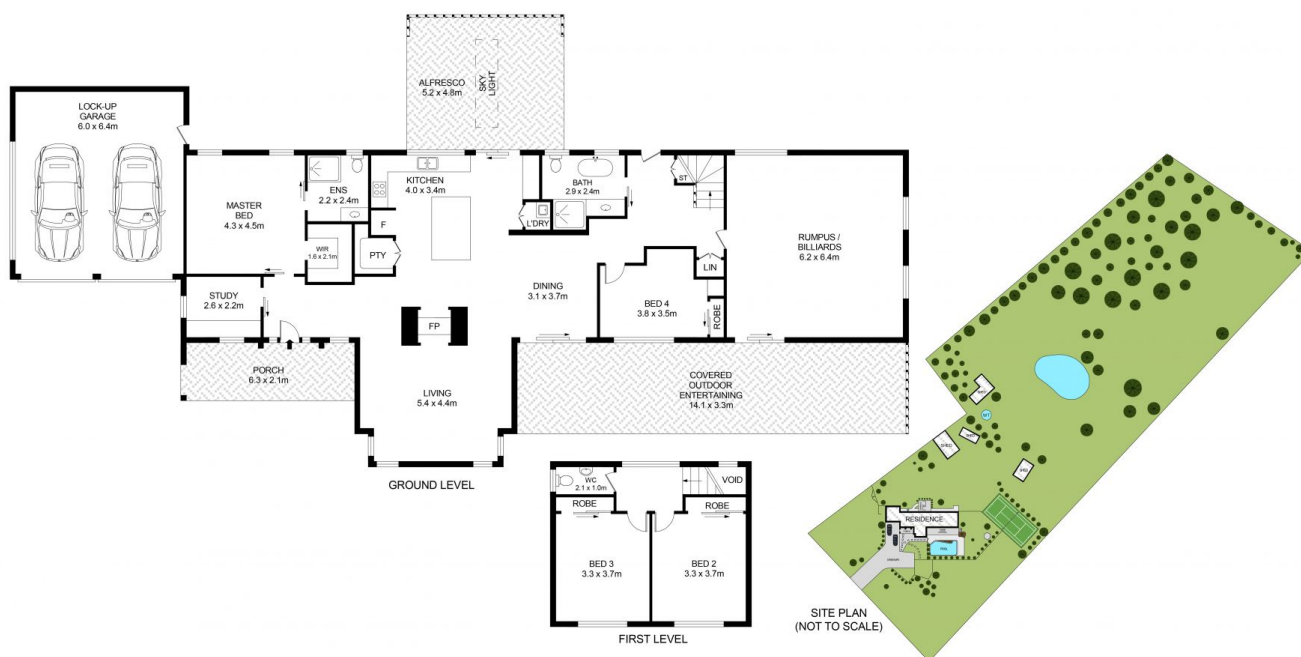 LOCK-UP
GARAGE
6.0 x 6.4m
ALFRESCO
5.2 x 4.8m
SKY
LIGHT
MASTER
BED
4.3 x 4.5m
ENS
2.2 x 2.4m
WIR
1.6 x 2.1m
KITCHEN
4.0 x 3.4m
F
PTY
L'DRY
BATH
2.9 x 2.4m
ST
LIN
RUMPUS /
BILLIARDS
6.2 x 6.4m
STUDY
2.6 x 2.2m
DINING
3.1 x 3.7m
BED 4
3.8 x 3.5m
ROBE
FP
PORCH
6.3 x 2.1m
LIVING
5.4 x 4.4m
COVERED
OUTDOOR
ENTERTAINING
14.1 x 3.3m
GROUND LEVEL
WC
2.1 x 1.0m
VOID
ROBE
ROBE
BED 3
3.3 x 3.7m
BED 2
3.3 x 3.7m
FIRST LEVEL
WT
SHED
RESIDENCE
SITE PLAN
(NOT TO SCALE)